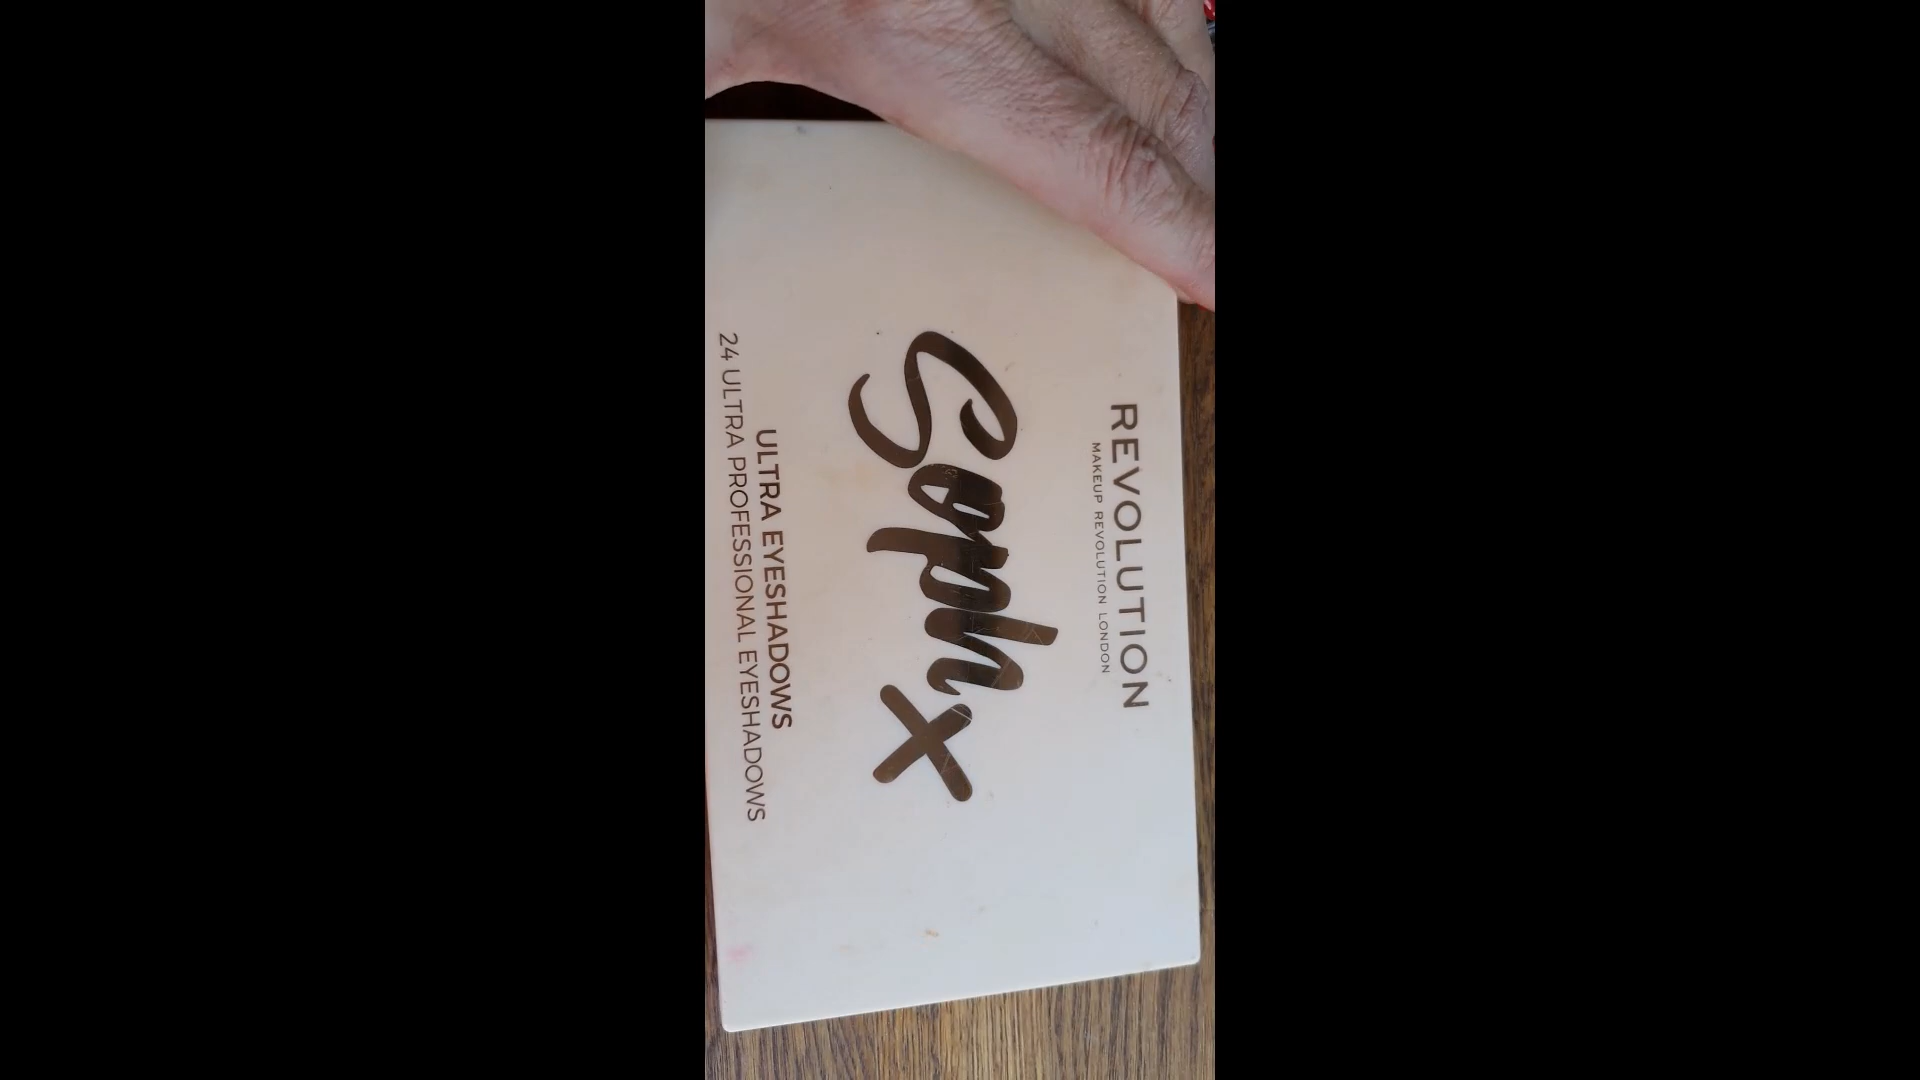 REVOLUTION
MAKEUP REVOLUTION LONDON
Soph x
ULTRA EYESHADOWS
24 ULTRA PROFESSIONAL EYESHADOWS